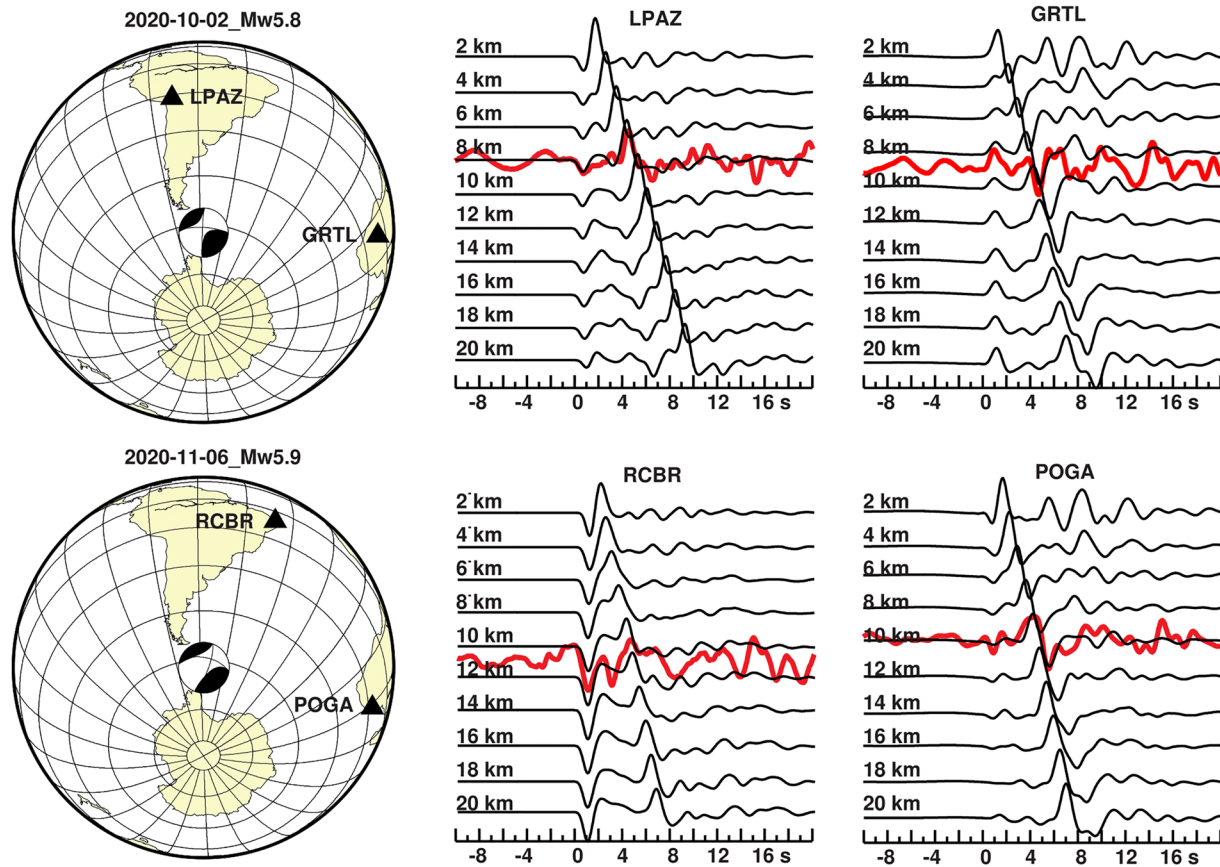 2020-10-02_Mw5.8
LPAZ
GRTL
LPAZ
GRTL
2 km
4 km
6 km
8 km
10 km
12 km
14 km
16 km
18 km
20 km
-8 -4 0 4 8 12 16 s
2 km
4 km
6 km
8 km
10 km
12 km
14 km
16 km
18 km
20 km
-8 -4 0 4 8 12 16 s
2020-11-06_Mw5.9
RCBR
POGA
RCBR
POGA
2 km
4 km
6 km
8 km
10 km
12 km
14 km
16 km
18 km
20 km
-8 -4 0 4 8 12 16 s
2 km
4 km
6 km
8 km
10 km
12 km
14 km
16 km
18 km
20 km
-8 -4 0 4 8 12 16 s